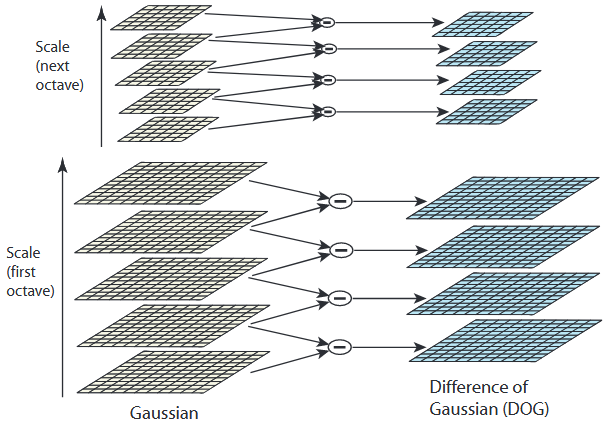 Scale
(next
octave)
Scale
(first
octave)
Gaussian
Difference of
Gaussian (DOG)